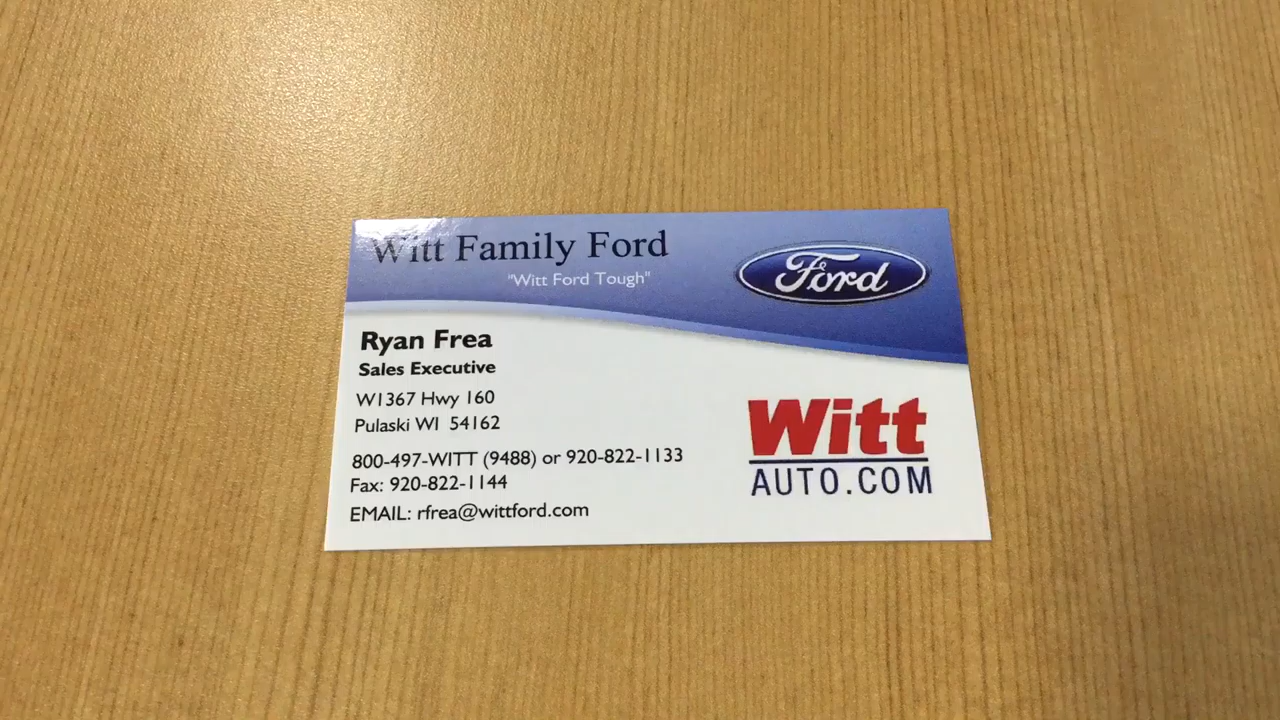 Witt Family Ford
"Witt Ford Tough"
Ford
Ryan Frea
Sales Executive
W1367 Hwy 160
Pulaski WI 54162
800-497-WITT (9488) or 920-822-1133
Fax: 920-822-1144
EMAIL: rfrea@wittford.com
Witt
AUTO.COM